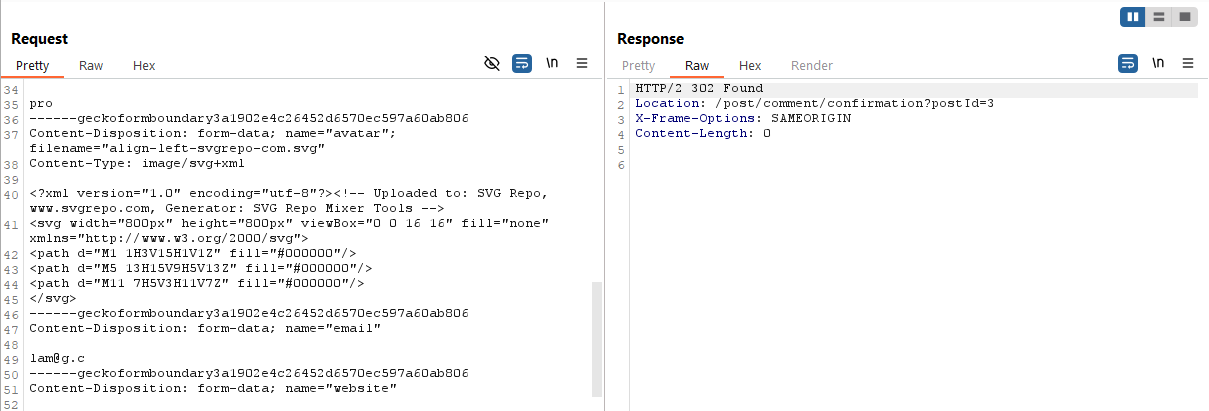 Request
Pretty Raw Hex \n
34
35 pro
36 ------geckoformboundary3a1902e4c26452d6570ec597a60ab806
37 Content-Disposition: form-data; name="avatar";
filename="align-left-svgrepo-com.svg"
38 Content-Type: image/svg+xml
39
40 <?xml version="1.0" encoding="utf-8"?><!-- Uploaded to: SVG Repo,
www.svgrepo.com, Generator: SVG Repo Mixer Tools -->
41 <svg width="800px" height="800px" viewBox="0 0 16 16" fill="none"
xmlns="http://www.w3.org/2000/svg">
42 <path d="M1 1H3V15H1V1Z" fill="#000000"/>
43 <path d="M5 13H15V9H5V13Z" fill="#000000"/>
44 <path d="M11 7H5V3H11V7Z" fill="#000000"/>
45 </svg>
46 ------geckoformboundary3a1902e4c26452d6570ec597a60ab806
47 Content-Disposition: form-data; name="email"
48
49 lam@g.c
50 ------geckoformboundary3a1902e4c26452d6570ec597a60ab806
51 Content-Disposition: form-data; name="website"
52
Response
Pretty Raw Hex Render \n
1 HTTP/2 302 Found
2 Location: /post/comment/confirmation?postId=3
3 X-Frame-Options: SAMEORIGIN
4 Content-Length: 0
5
6